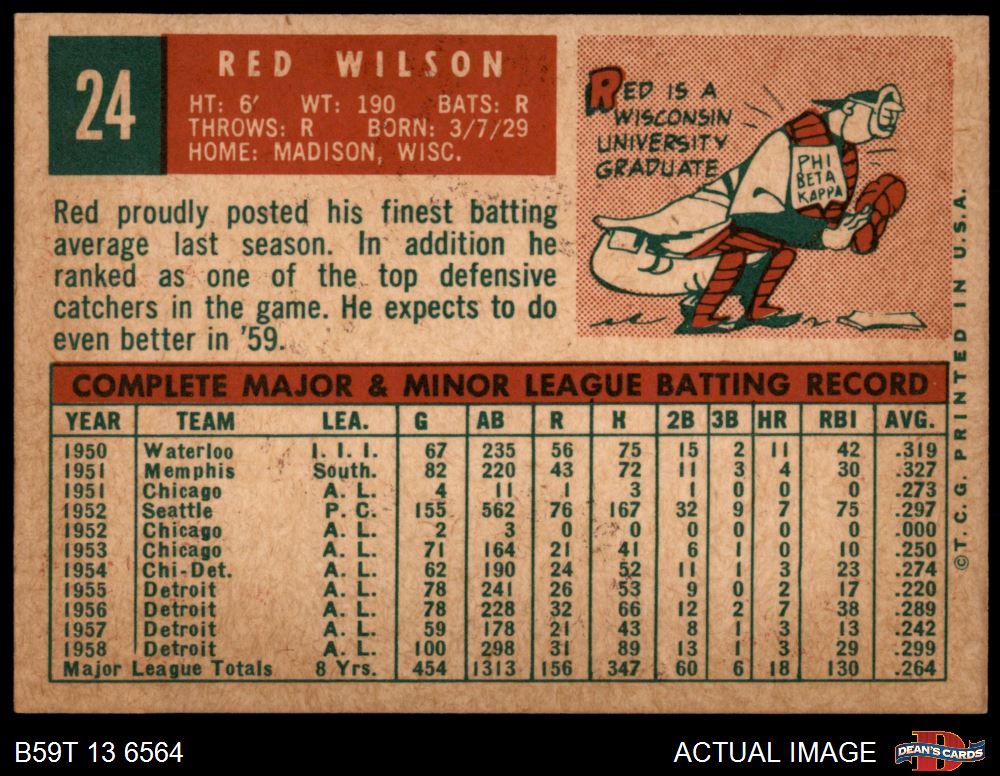 24
RED WILSON
HT: 6' WT: 190 BATS: R
THROWS: R BORN: 3/7/29
HOME: MADISON, WISC.
RED IS A
WISCONSIN
UNIVERSITY
GRADUATE
PHI
BETA
KAPPA
Red proudly posted his finest batting
average last season. In addition he
ranked as one of the top defensive
catchers in the game. He expects to do
even better in '59.
COMPLETE MAJOR & MINOR LEAGUE BATTING RECORD
YEAR TEAM LEA. G AB R H 2B 3B HR RBI AVG.
1950 Waterloo I. I. I. 67 235 56 75 15 2 11 42 .319
1951 Memphis South. 82 220 43 72 11 3 4 30 .327
1951 Chicago A. L. 4 11 1 3 1 0 0 0 .273
1952 Seattle P. C. 155 562 76 167 32 9 7 75 .297
1952 Chicago A. L. 2 3 0 0 0 0 0 0 .000
1953 Chicago A. L. 71 164 21 41 6 1 0 10 .250
1954 Chi-Det. A. L. 62 190 24 52 11 1 3 23 .274
1955 Detroit A. L. 78 241 26 53 9 0 2 17 .220
1956 Detroit A. L. 78 228 32 66 12 2 7 38 .289
1957 Detroit A. L. 59 178 21 43 8 1 3 13 .242
1958 Detroit A. L. 100 298 31 89 13 1 3 29 .299
Major League Totals 8 Yrs. 454 1313 156 347 60 6 18 130 .264
©T. C. G. PRINTED IN U.S.A.
B59T 13 6564
ACTUAL IMAGE
D
DEAN'S CARDS